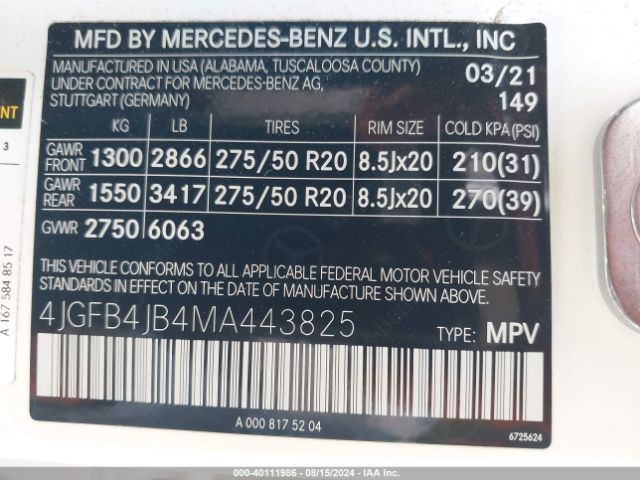 MFD BY MERCEDES-BENZ U.S. INTL., INC
MANUFACTURED IN USA (ALABAMA, TUSCALOOSA COUNTY)
UNDER CONTRACT FOR MERCEDES-BENZ AG,
STUTTGART (GERMANY)
03/21
149
KG LB TIRES RIM SIZE COLD KPA (PSI)
GAWR FRONT 1300 2866 275/50 R20 8.5Jx20 210(31)
GAWR REAR 1550 3417 275/50 R20 8.5Jx20 270(39)
GVWR 2750 6063
THIS VEHICLE CONFORMS TO ALL APPLICABLE FEDERAL MOTOR VEHICLE SAFETY
STANDARDS IN EFFECT ON THE DATE OF MANUFACTURE SHOWN ABOVE.
4JGFB4JB4MA443825 TYPE: MPV
A 000 817 52 04
6725624
A 167 584 85 17
3
000-40111986 - 08/15/2024 - IAA Inc.